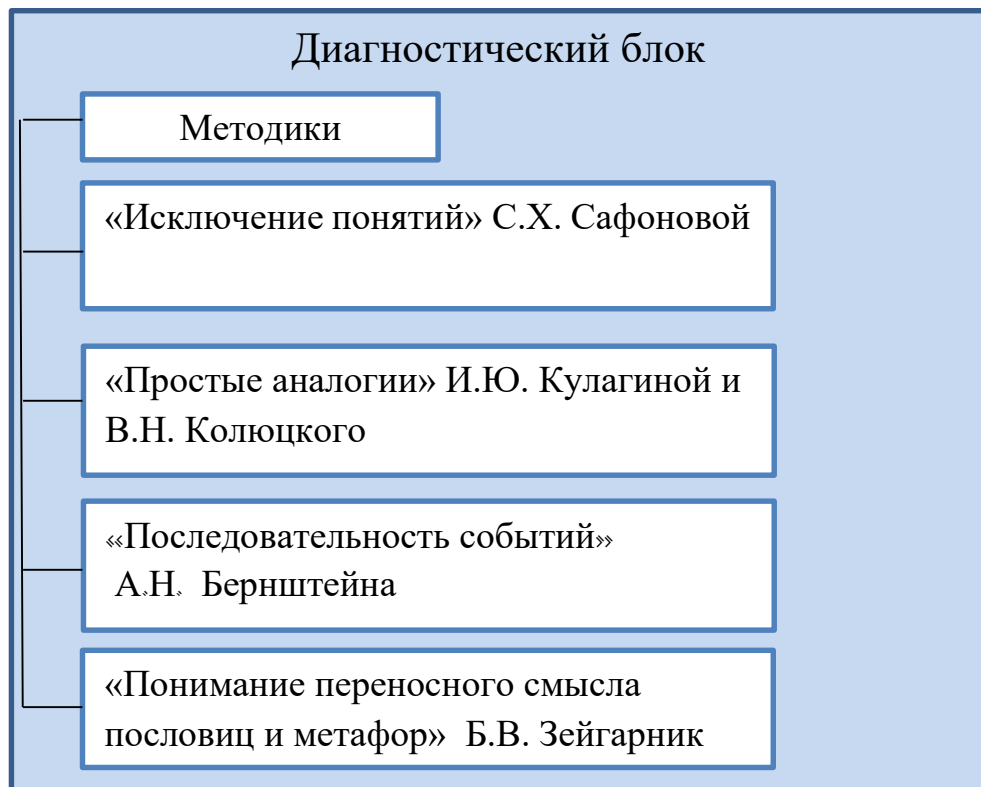 Диагностический блок
Методики
«Исключение понятий» С.Х. Сафоновой
«Простые аналогии» И.Ю. Кулагиной и
В.Н. Колюцкого
«Последовательность событий»
А.Н. Бернштейна
«Понимание переносного смысла
пословиц и метафор» Б.В. Зейгарник